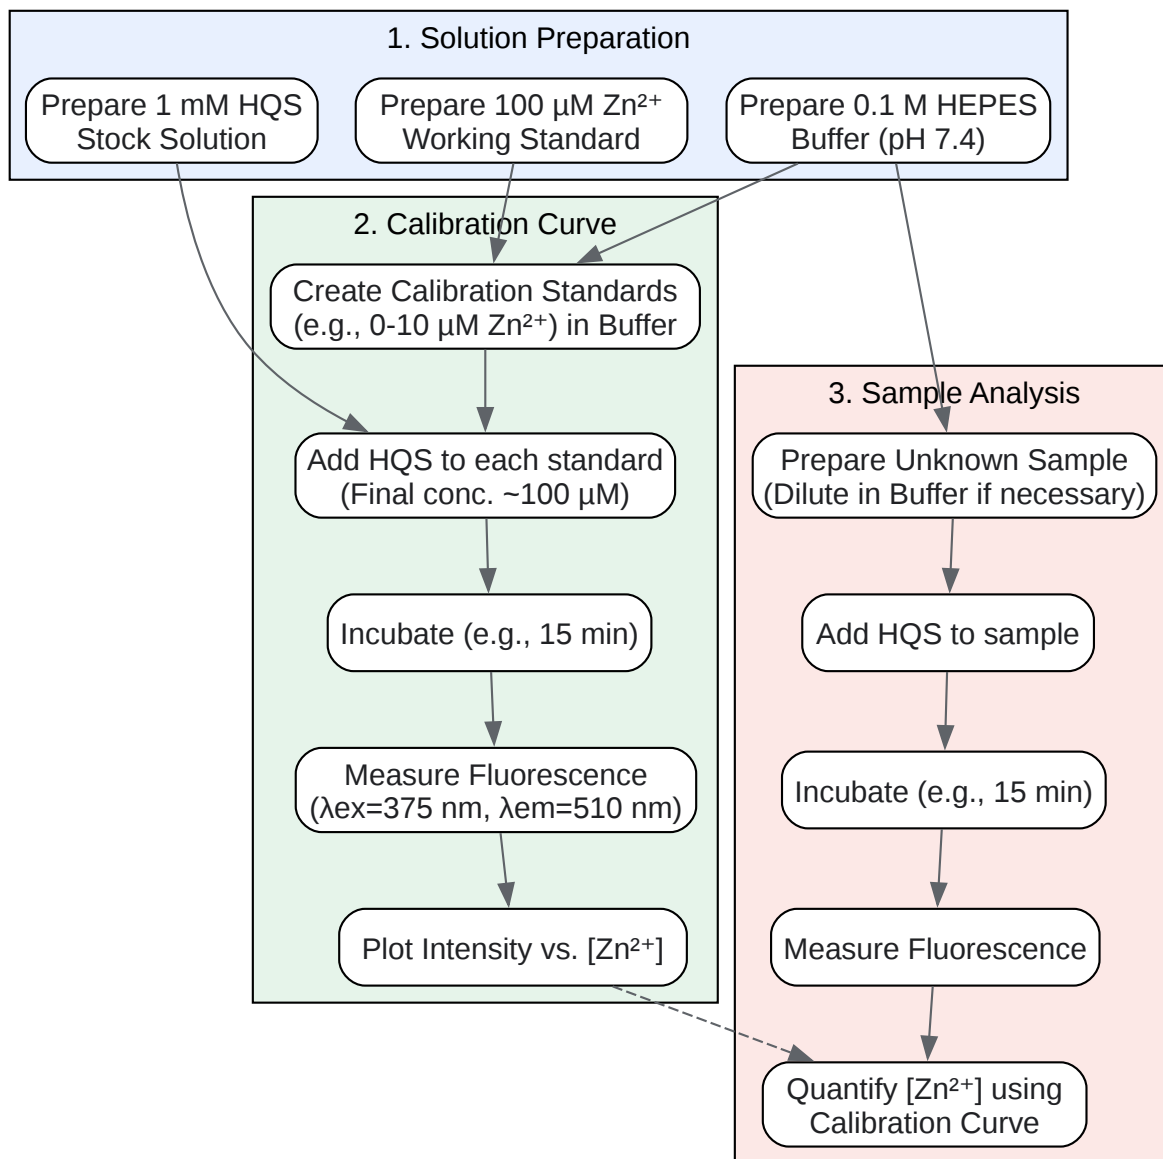 1. Solution Preparation
Prepare 1 mM HQS
Stock Solution
Prepare 100 µM Zn²⁺
Working Standard
Prepare 0.1 M HEPES
Buffer (pH 7.4)
2. Calibration Curve
Create Calibration Standards
(e.g., 0-10 µM Zn²⁺) in Buffer
Add HQS to each standard
(Final conc. ~100 µM)
Incubate (e.g., 15 min)
Measure Fluorescence
(λex=375 nm, λem=510 nm)
Plot Intensity vs. [Zn²⁺]
3. Sample Analysis
Prepare Unknown Sample
(Dilute in Buffer if necessary)
Add HQS to sample
Incubate (e.g., 15 min)
Measure Fluorescence
Quantify [Zn²⁺] using
Calibration Curve